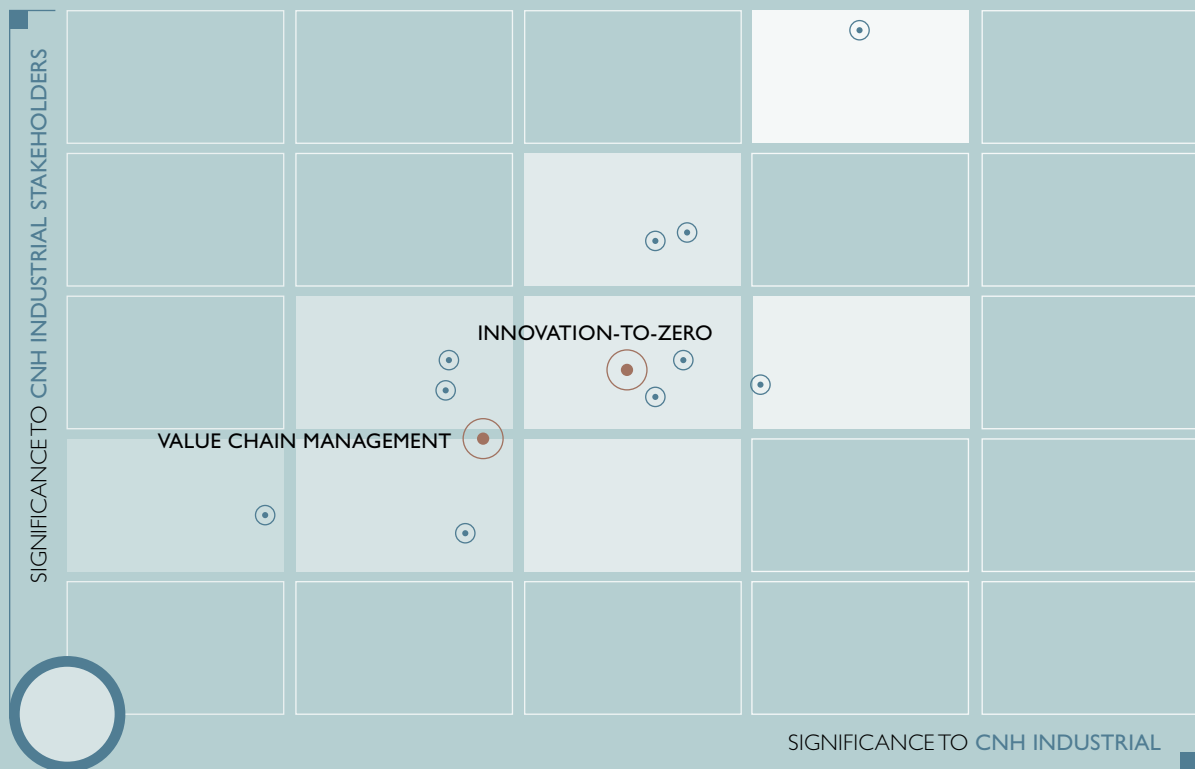 SIGNIFICANCE TO CNH INDUSTRIAL STAKEHOLDERS
INNOVATION-TO-ZERO
VALUE CHAIN MANAGEMENT
SIGNIFICANCE TO CNH INDUSTRIAL